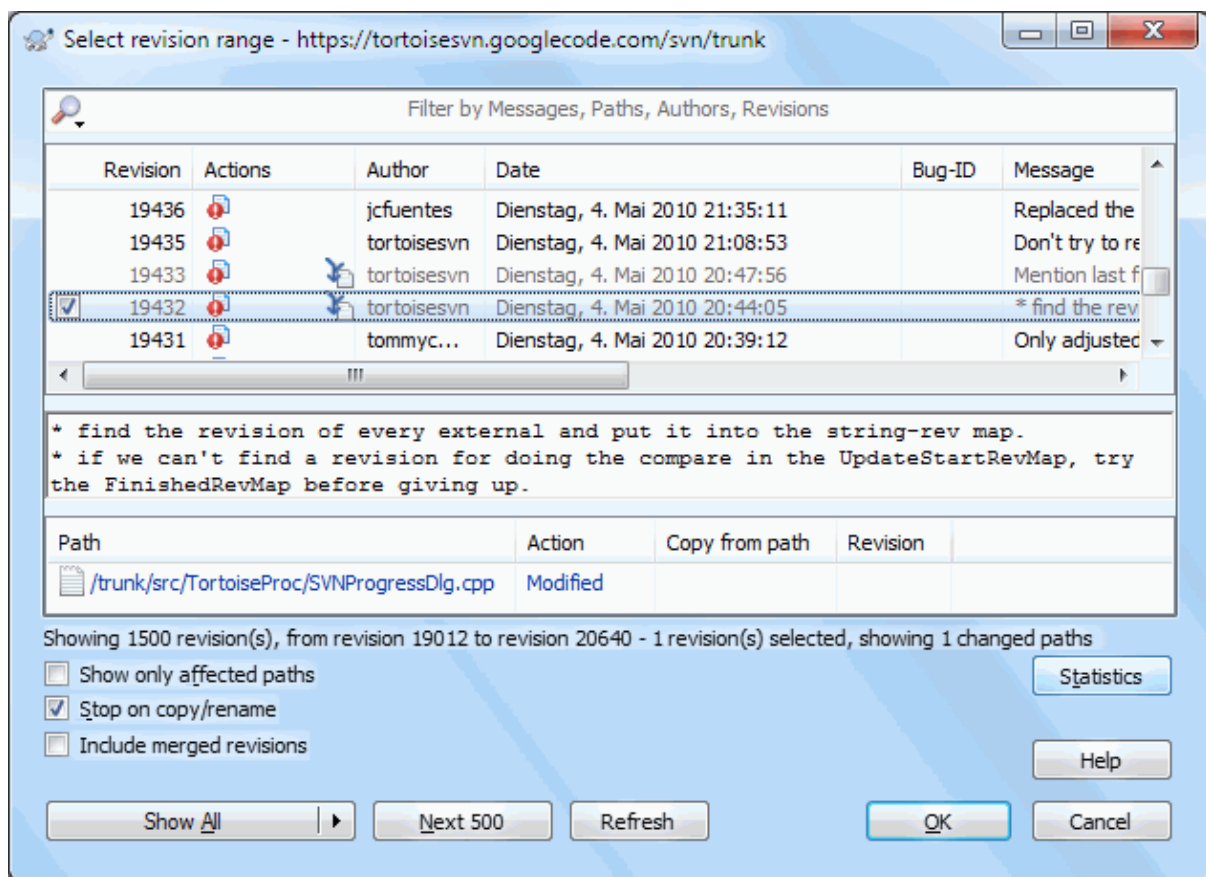 Select revision range - https://tortoisesvn.googlecode.com/svn/trunk
Filter by Messages, Paths, Authors, Revisions
Revision Actions Author Date Bug-ID Message
19436 jcfuentes Dienstag, 4. Mai 2010 21:35:11 Replaced the
19435 tortoisesvn Dienstag, 4. Mai 2010 21:08:53 Don't try to re
19433 tortoisesvn Dienstag, 4. Mai 2010 20:47:56 Mention last f
19432 tortoisesvn Dienstag, 4. Mai 2010 20:44:05 * find the rev
19431 tommyc... Dienstag, 4. Mai 2010 20:39:12 Only adjusted
* find the revision of every external and put it into the string-rev map.
* if we can't find a revision for doing the compare in the UpdateStartRevMap, try
the FinishedRevMap before giving up.
Path Action Copy from path Revision
/trunk/src/TortoiseProc/SVNProgressDlg.cpp Modified
Showing 1500 revision(s), from revision 19012 to revision 20640 - 1 revision(s) selected, showing 1 changed paths
Show only affected paths
Statistics
Stop on copy/rename
Include merged revisions
Help
Show All Next 500 Refresh OK Cancel